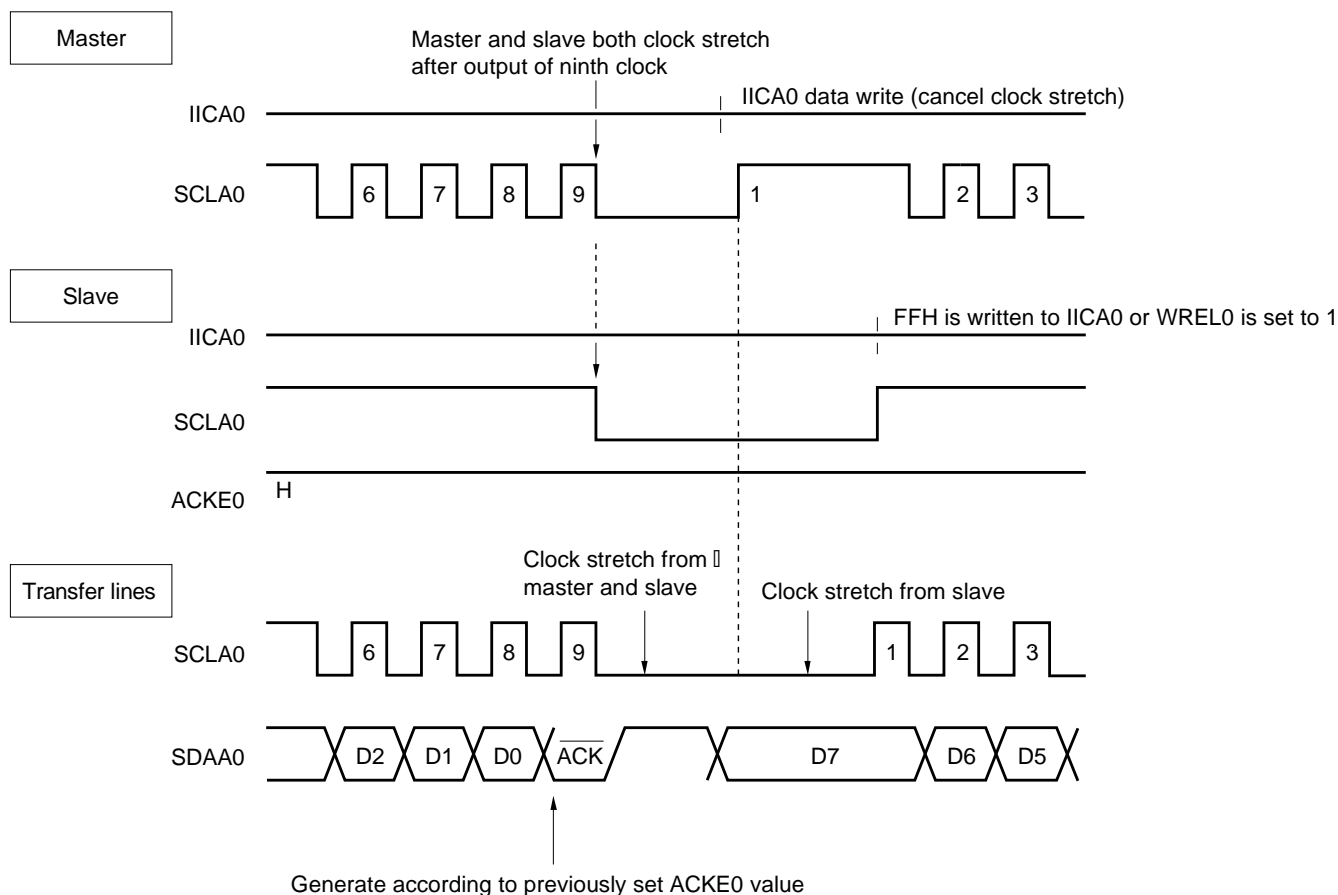 Master
Master and slave both clock stretch
after output of ninth clock
IICA0
IICA0 data write (cancel clock stretch)
SCLA0
6
7
8
9
1
2
3
Slave
IICA0
FFH is written to IICA0 or WREL0 is set to 1
SCLA0
ACKE0
H
Transfer lines
Clock stretch from
master and slave
Clock stretch from slave
SCLA0
6
7
8
9
1
2
3
SDAA0
D2
D1
D0
ACK
D7
D6
D5
Generate according to previously set ACKE0 value